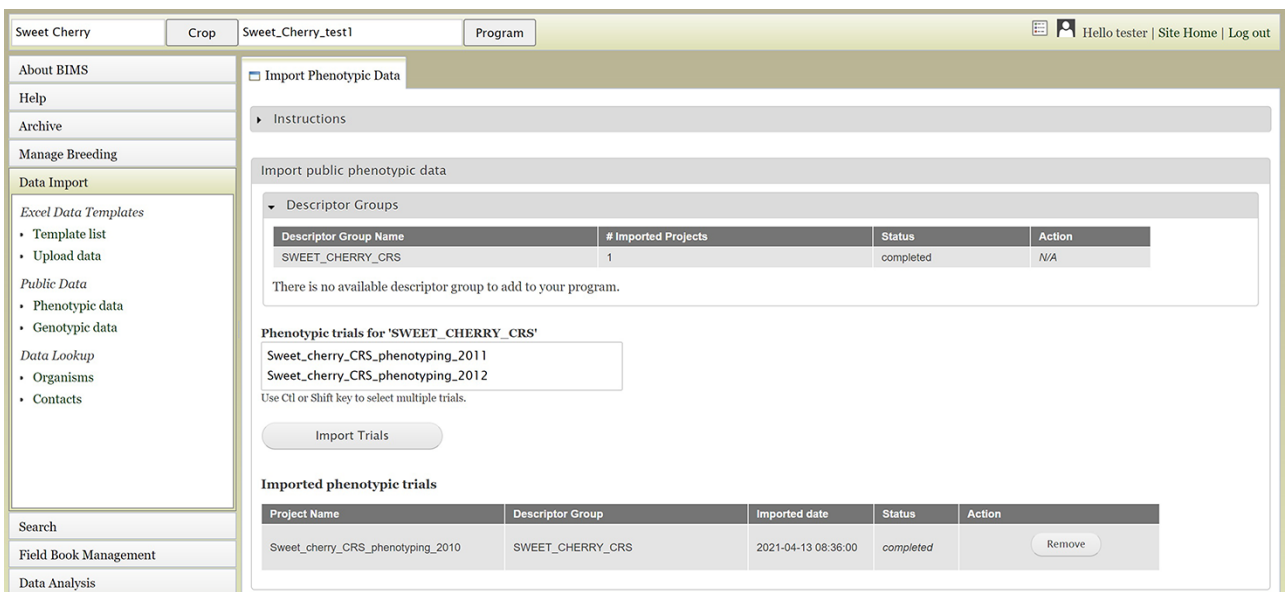 Sweet Cherry Crop Sweet_Cherry_test1 Program Hello tester | Site Home | Log out
About BIMS
Help
Archive
Manage Breeding
Data Import
Excel Data Templates
• Template list
• Upload data
Public Data
• Phenotypic data
• Genotypic data
Data Lookup
• Organisms
• Contacts
Search
Field Book Management
Data Analysis
Import Phenotypic Data
Instructions
Import public phenotypic data
Descriptor Groups
Descriptor Group Name # Imported Projects Status Action
SWEET_CHERRY_CRS 1 completed N/A
There is no available descriptor group to add to your program.
Phenotypic trials for 'SWEET_CHERRY_CRS'
Sweet_cherry_CRS_phenotyping_2011
Sweet_cherry_CRS_phenotyping_2012
Use Ctl or Shift key to select multiple trials.
Import Trials
Imported phenotypic trials
Project Name Descriptor Group Imported date Status Action
Sweet_cherry_CRS_phenotyping_2010 SWEET_CHERRY_CRS 2021-04-13 08:36:00 completed Remove